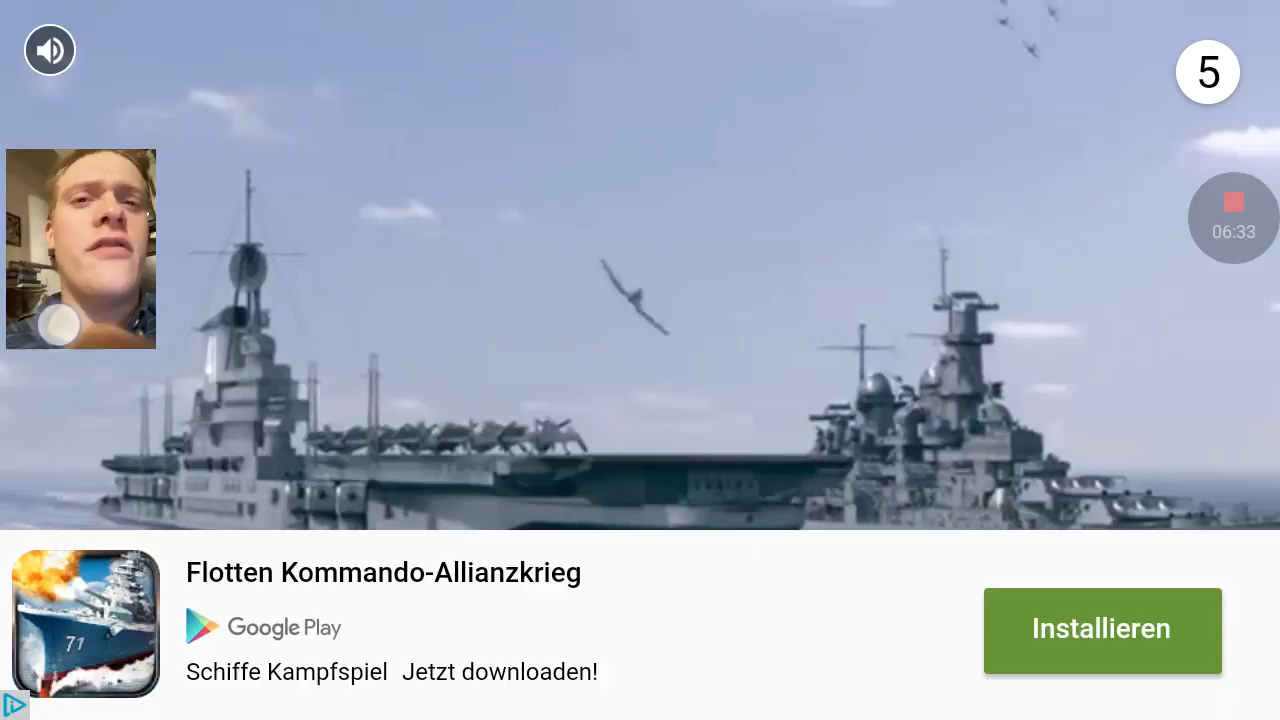 5
06:33
Flotten Kommando-Allianzkrieg
Google Play
Schiffe Kampfspiel Jetzt downloaden!
Installieren
71